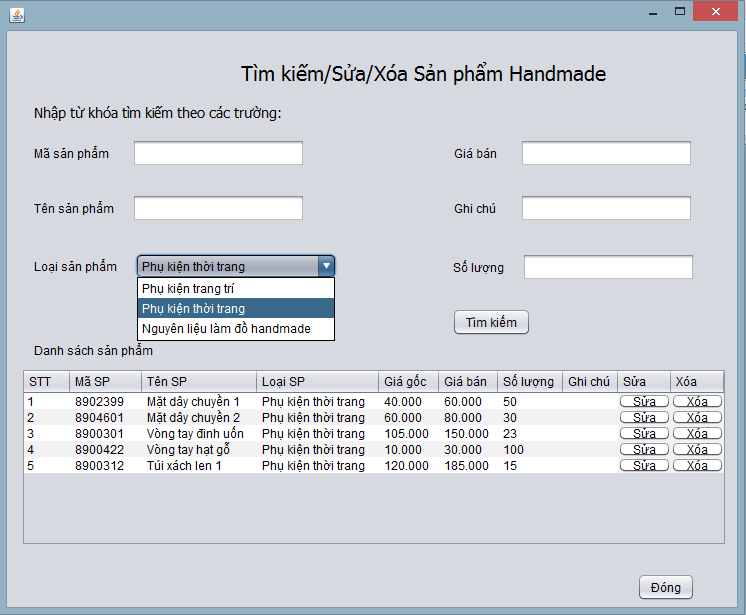 Tìm kiếm/Sửa/Xóa Sản phẩm Handmade
Nhập từ khóa tìm kiếm theo các trường:
Mã sản phẩm Giá bán
Tên sản phẩm Ghi chú
Loại sản phẩm Phụ kiện thời trang Số lượng
Phụ kiện trang trí
Phụ kiện thời trang
Nguyên liệu làm đồ handmade
Tìm kiếm
Danh sách sản phẩm
STT Mã SP Tên SP Loại SP Giá gốc Giá bán Số lượng Ghi chú Sửa Xóa
1 8902399 Mặt dây chuyền 1 Phụ kiện thời trang 40.000 60.000 50 Sửa Xóa
2 8904601 Mặt dây chuyền 2 Phụ kiện thời trang 60.000 80.000 30 Sửa Xóa
3 8900301 Vòng tay đinh uốn Phụ kiện thời trang 105.000 150.000 23 Sửa Xóa
4 8900422 Vòng tay hạt gỗ Phụ kiện thời trang 10.000 30.000 100 Sửa Xóa
5 8900312 Túi xách len 1 Phụ kiện thời trang 120.000 185.000 15 Sửa Xóa
Đóng